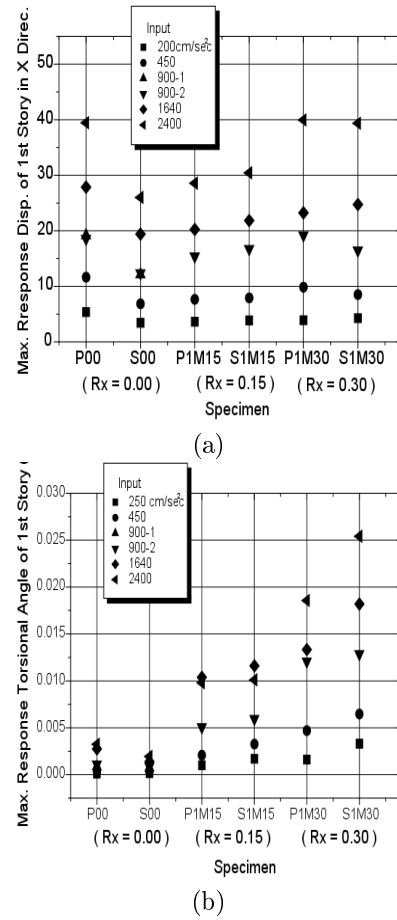 Input
200cm/sec²
450
900-1
900-2
1640
2400
Max. Rresponse Disp. of 1st Story in X Direc.
50
40
30
20
10
0
P00 S00 P1M15 S1M15 P1M30 S1M30
( Rx = 0.00) ( Rx = 0.15) ( Rx = 0.30)
Specimen
(a)
Input
250 cm/sec²
450
900-1
900-2
1640
2400
Max. Response Torsional Angle of 1st Story (
0.030
0.025
0.020
0.015
0.010
0.005
0.000
P00 S00 P1M15 S1M15 P1M30 S1M30
( Rx = 0.00) ( Rx = 0.15) ( Rx = 0.30)
Specimen
(b)